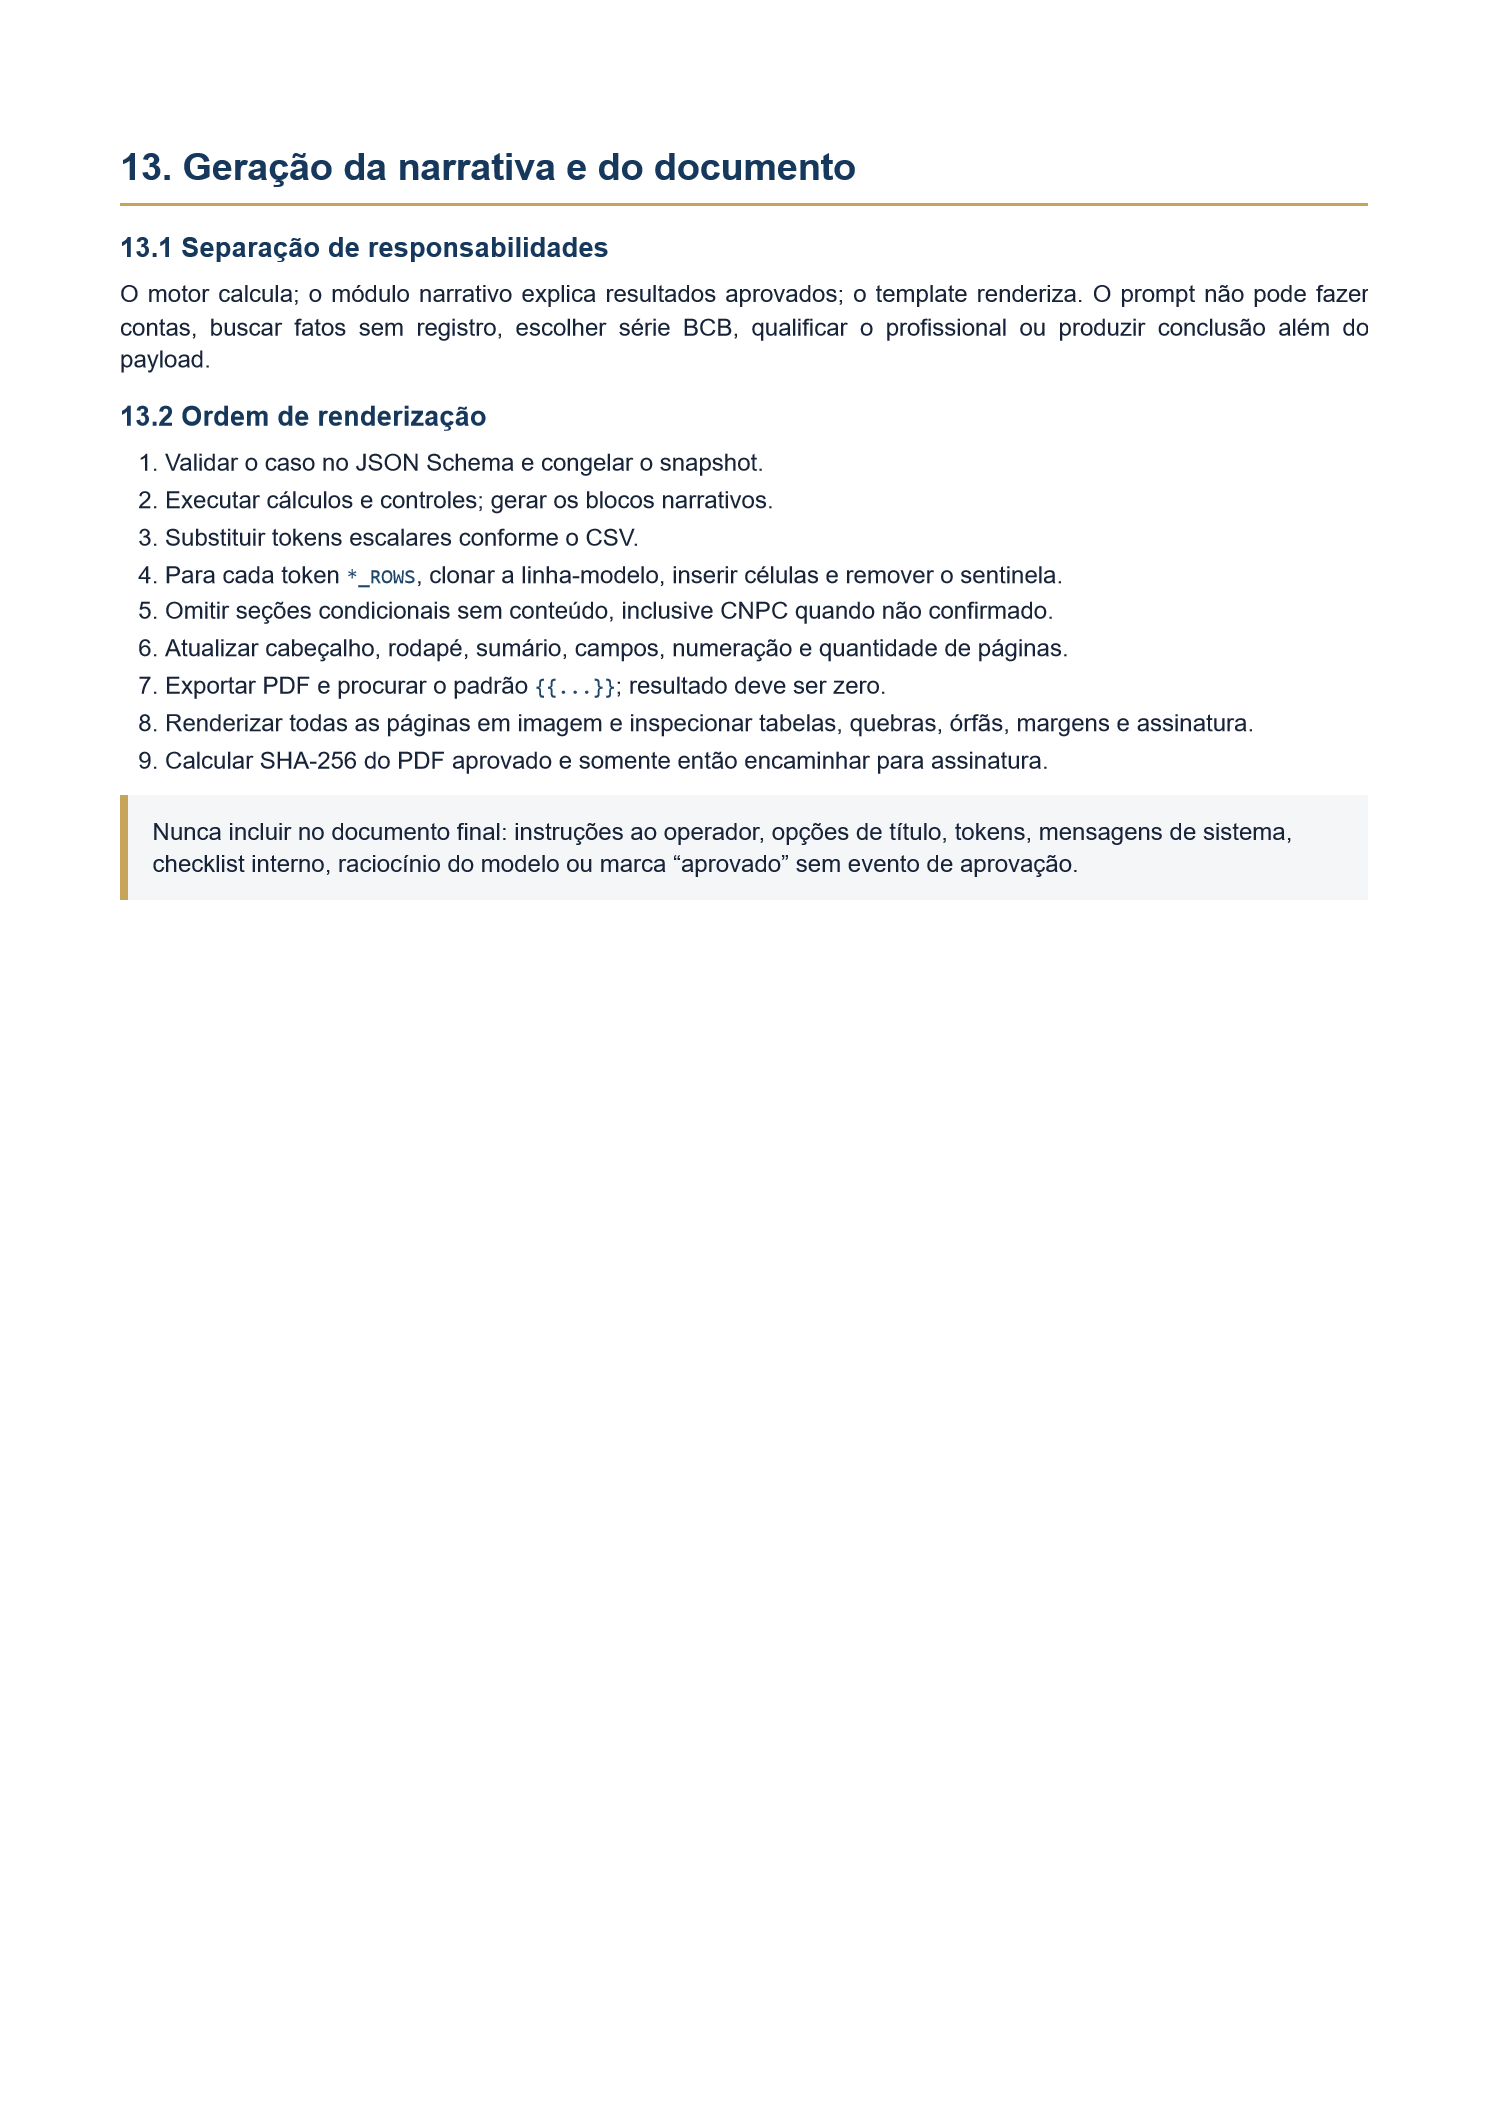 13. Geração da narrativa e do documento
13.1 Separação de responsabilidades
O motor calcula; o módulo narrativo explica resultados aprovados; o template renderiza. O prompt não pode fazer
contas, buscar fatos sem registro, escolher série BCB, qualificar o profissional ou produzir conclusão além do
payload.
13.2 Ordem de renderização
1. Validar o caso no JSON Schema e congelar o snapshot.
2. Executar cálculos e controles; gerar os blocos narrativos.
3. Substituir tokens escalares conforme o CSV.
4. Para cada token *_ROWS, clonar a linha-modelo, inserir células e remover o sentinela.
5. Omitir seções condicionais sem conteúdo, inclusive CNPC quando não confirmado.
6. Atualizar cabeçalho, rodapé, sumário, campos, numeração e quantidade de páginas.
7. Exportar PDF e procurar o padrão {{...}}; resultado deve ser zero.
8. Renderizar todas as páginas em imagem e inspecionar tabelas, quebras, órfãs, margens e assinatura.
9. Calcular SHA-256 do PDF aprovado e somente então encaminhar para assinatura.
Nunca incluir no documento final: instruções ao operador, opções de título, tokens, mensagens de sistema,
checklist interno, raciocínio do modelo ou marca “aprovado” sem evento de aprovação.